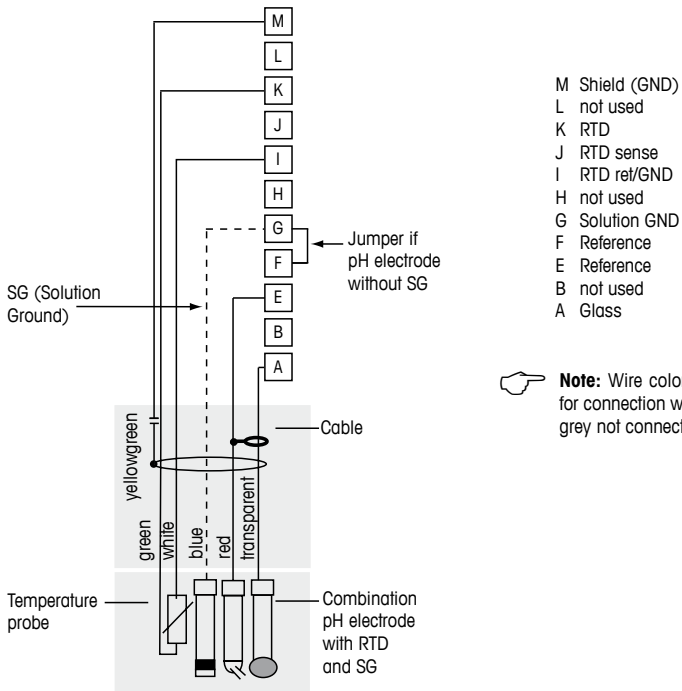 M
L
K
J
I
H
G
F
E
B
A
Jumper if
pH electrode
without SG
SG (Solution
Ground)
Cable
yellowgreen
green
white
blue
red
transparent
Temperature
probe
Combination
pH electrode
with RTD
and SG
M Shield (GND)
L not used
K RTD
J RTD sense
I RTD ret/GND
H not used
G Solution GND
F Reference
E Reference
B not used
A Glass
Note: Wire color
for connection w
grey not connect